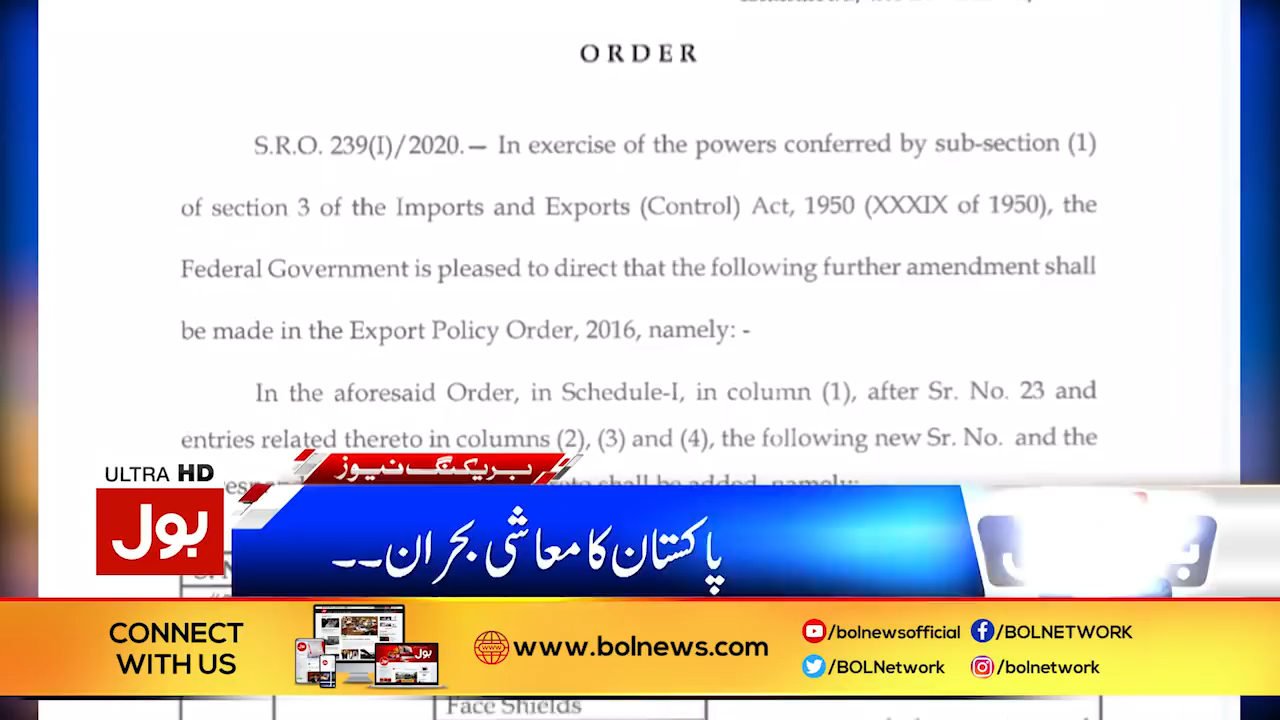 ORDER
S.R.O. 239(I)/2020.— In exercise of the powers conferred by sub-section (1)
of section 3 of the Imports and Exports (Control) Act, 1950 (XXXIX of 1950), the
Federal Government is pleased to direct that the following further amendment shall
be made in the Export Policy Order, 2016, namely: -
In the aforesaid Order, in Schedule-I, in column (1), after Sr. No. 23 and
entries related thereto in columns (2), (3) and (4), the following new Sr. No. and the
shall be added, namely:
ULTRA HD
بریکنگ نیوز
بول
پاکستان کا معاشی بحران۔۔
CONNECT
WITH US
www.bolnews.com
/bolnewsofficial
/BOLNETWORK
/BOLNetwork
/bolnetwork
Face Shields